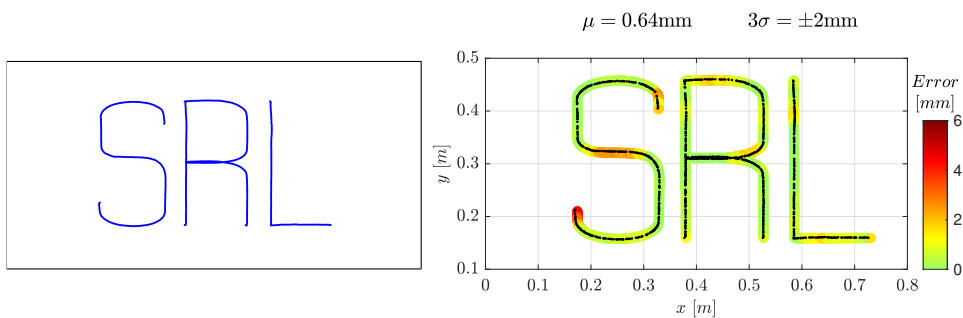 μ = 0.64mm 3σ = ±2mm
SRL
SRL
Error
[mm]
6
4
2
0
0.5
0.4
0.3
0.2
0.1
y [m]
0 0.1 0.2 0.3 0.4 0.5 0.6 0.7 0.8
x [m]